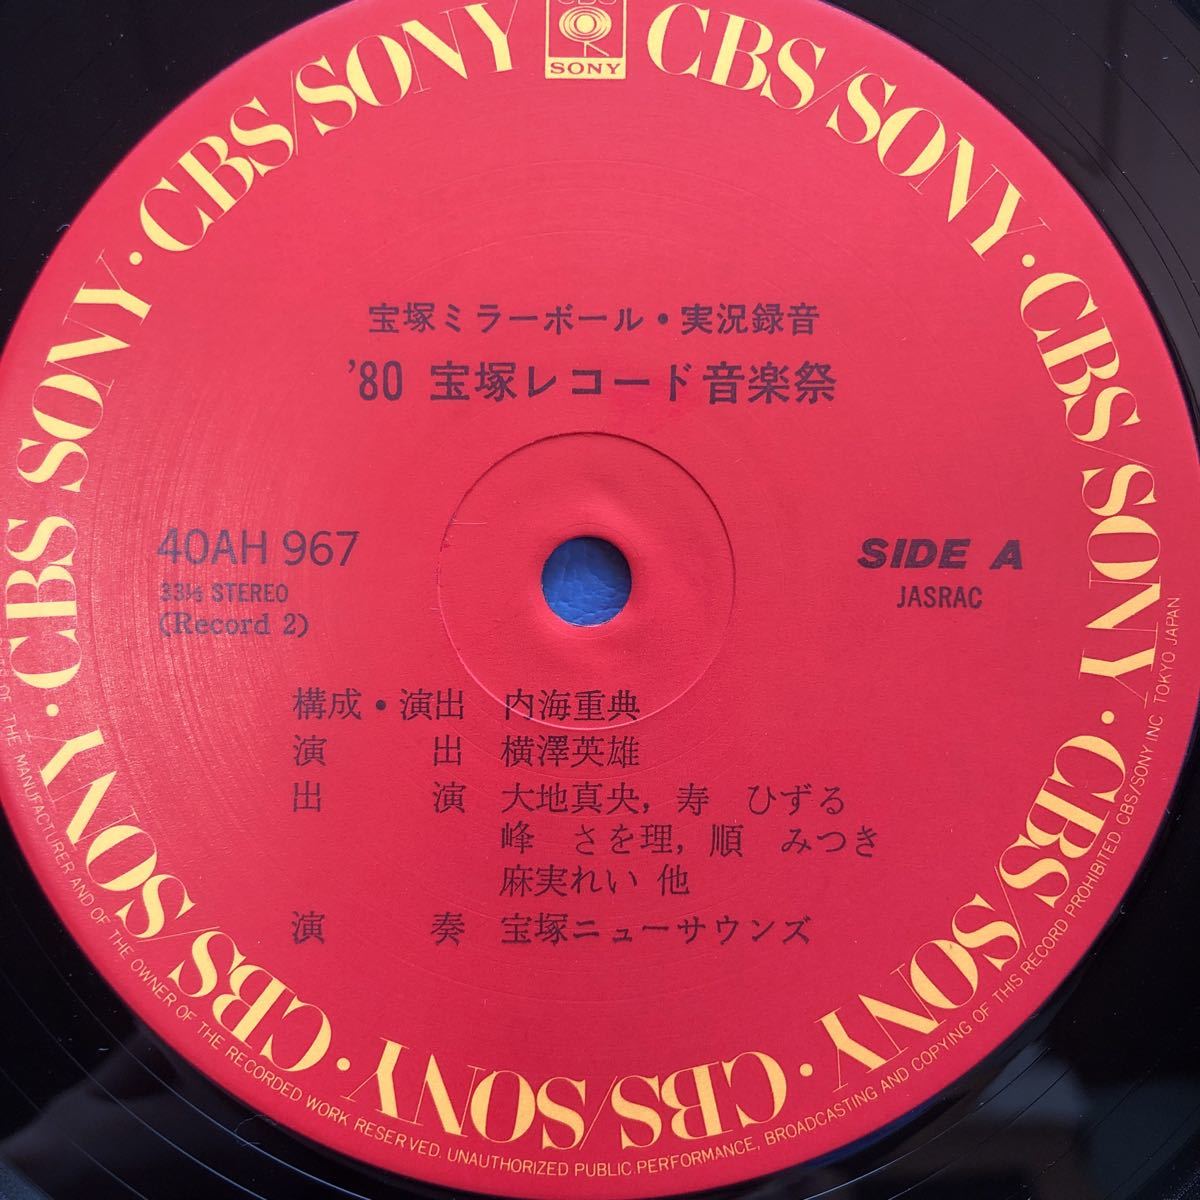 CBS
SONY
CBS/SONY · CBS/SONY · CBS/SONY · CBS/SONY · CBS/SONY · CBS/SONY · CBS SONY · CBS/SONY
宝塚ミラーボール・実況録音
'80 宝塚レコード音楽祭
40AH 967
33⅓ STEREO
(Record 2)
SIDE A
JASRAC
構成・演出 内海重典
演 出 横澤英雄
出 演 大地真央, 寿 ひずる
峰 さを理, 順 みつき
麻実れい 他
演 奏 宝塚ニューサウンズ
OF THE MANUFACTURER AND OF THE OWNER OF THE RECORDED WORK RESERVED. UNAUTHORIZED PUBLIC PERFORMANCE, BROADCASTING AND COPYING OF THIS RECORD PROHIBITED. CBS/SONY INC. TOKYO JAPAN